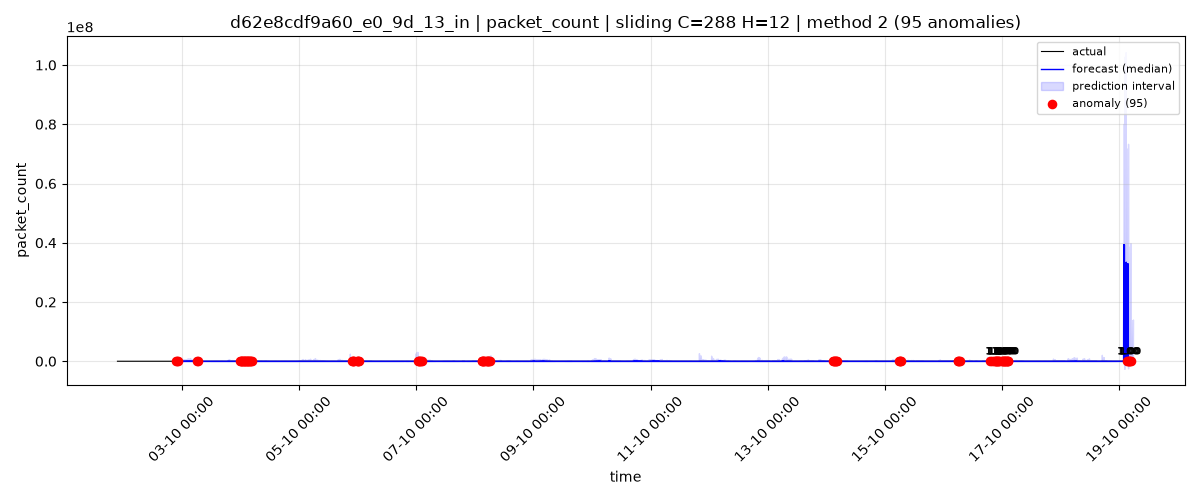 d62e8cdf9a60_e0_9d_13_in | packet_count | sliding C=288 H=12 | method 2 (95 anomalies)
1e8
actual
forecast (median)
prediction interval
anomaly (95)
1.0
0.8
0.6
0.4
0.2
0.0
packet_count
03-10 00:00
05-10 00:00
07-10 00:00
09-10 00:00
11-10 00:00
13-10 00:00
15-10 00:00
17-10 00:00
19-10 00:00
time